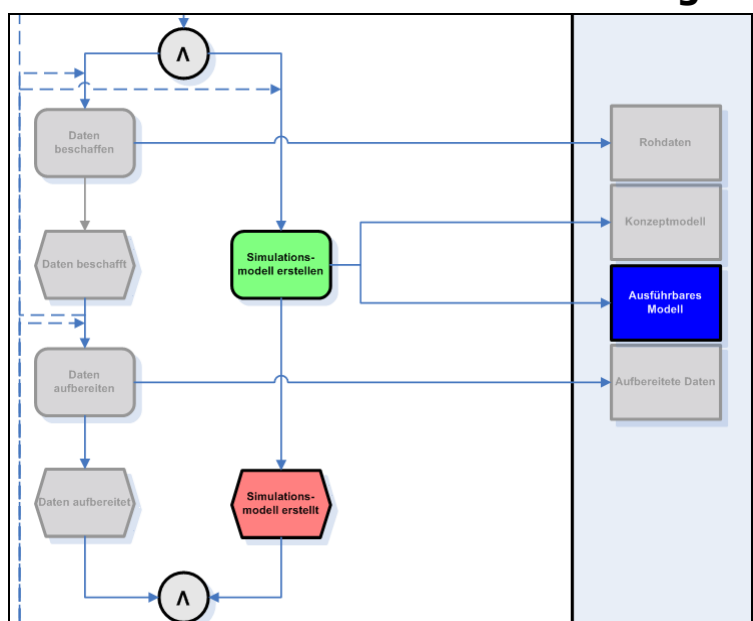 Λ
Daten
beschaffen
Rohdaten
Konzeptmodell
Daten beschafft
Simulations-
modell erstellen
Ausführbares
Modell
Daten
aufbereiten
Aufbereitete Daten
Daten aufbereitet
Simulations-
modell erstellt
Λ